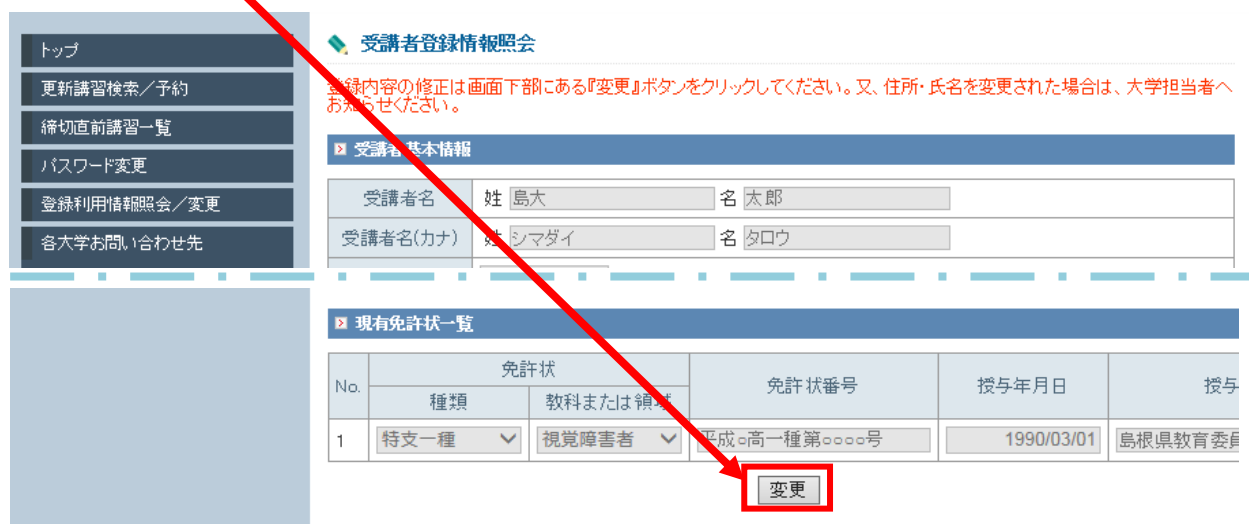 トップ
更新講習検索／予約
締切直前講習一覧
パスワード変更
登録利用情報照会／変更
各大学お問い合わせ先
受講者登録情報照会
登録内容の修正は画面下部にある『変更』ボタンをクリックしてください。又、住所・氏名を変更された場合は、大学担当者へ
お知らせください。
受講者基本情報
受講者名 姓 島大 名 太郎
受講者名(カナ) 姓 シマダイ 名 タロウ
現有免許状一覧
No. 免許状 免許状番号 授与年月日 授与
種類 教科または領域
1 特支一種 視覚障害者 平成○高一種第○○○○号 1990/03/01 島根県教育委員
変更